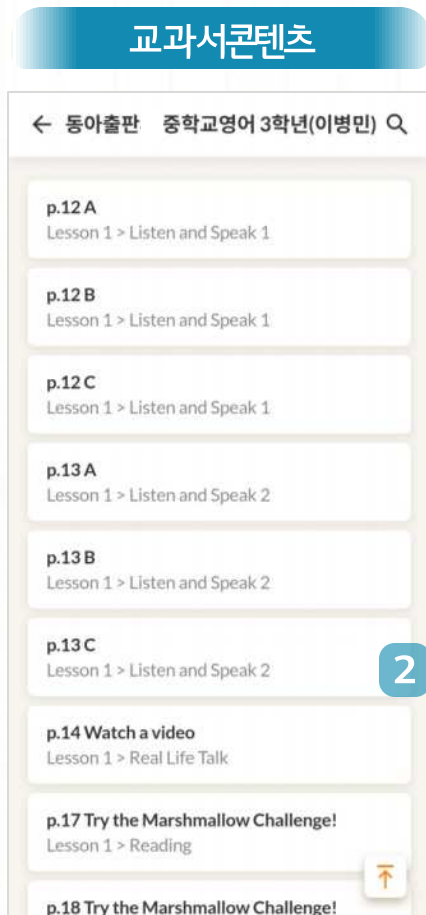 교과서콘텐츠
← 동아출판 중학교영어 3학년(이병민)
p.12 A
Lesson 1 > Listen and Speak 1
p.12 B
Lesson 1 > Listen and Speak 1
p.12 C
Lesson 1 > Listen and Speak 1
p.13 A
Lesson 1 > Listen and Speak 2
p.13 B
Lesson 1 > Listen and Speak 2
p.13 C
Lesson 1 > Listen and Speak 2
2
p.14 Watch a video
Lesson 1 > Real Life Talk
p.17 Try the Marshmallow Challenge!
Lesson 1 > Reading
p.18 Try the Marshmallow Challenge!